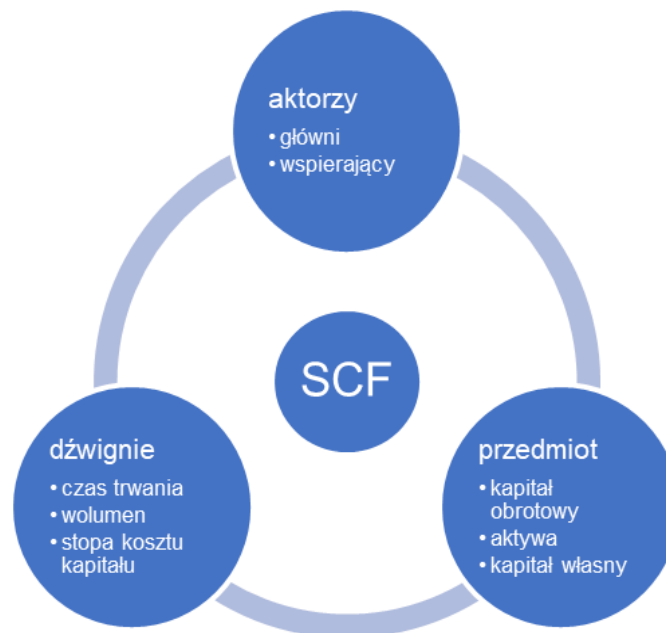 aktorzy
• główni
• wspierający
SCF
dźwignie
• czas trwania
• wolumen
• stopa kosztu
kapitału
przedmiot
• kapitał
obrotowy
• aktywa
• kapitał własny